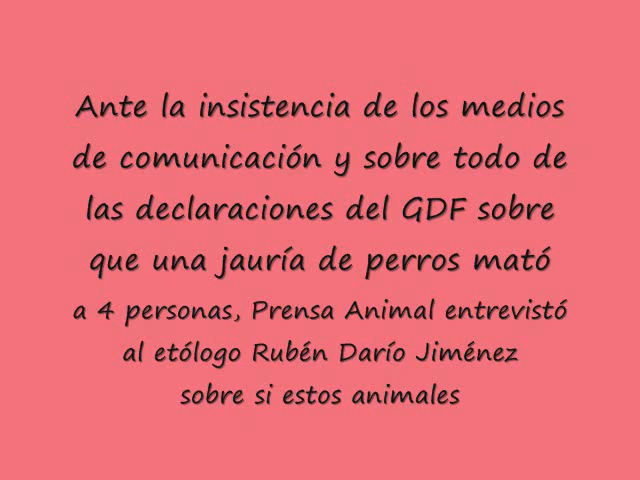 Ante la insistencia de los medios
de comunicación y sobre todo de
las declaraciones del GDF sobre
que una jauría de perros mató
a 4 personas, Prensa Animal entrevistó
al etólogo Rubén Darío Jiménez
sobre si estos animales